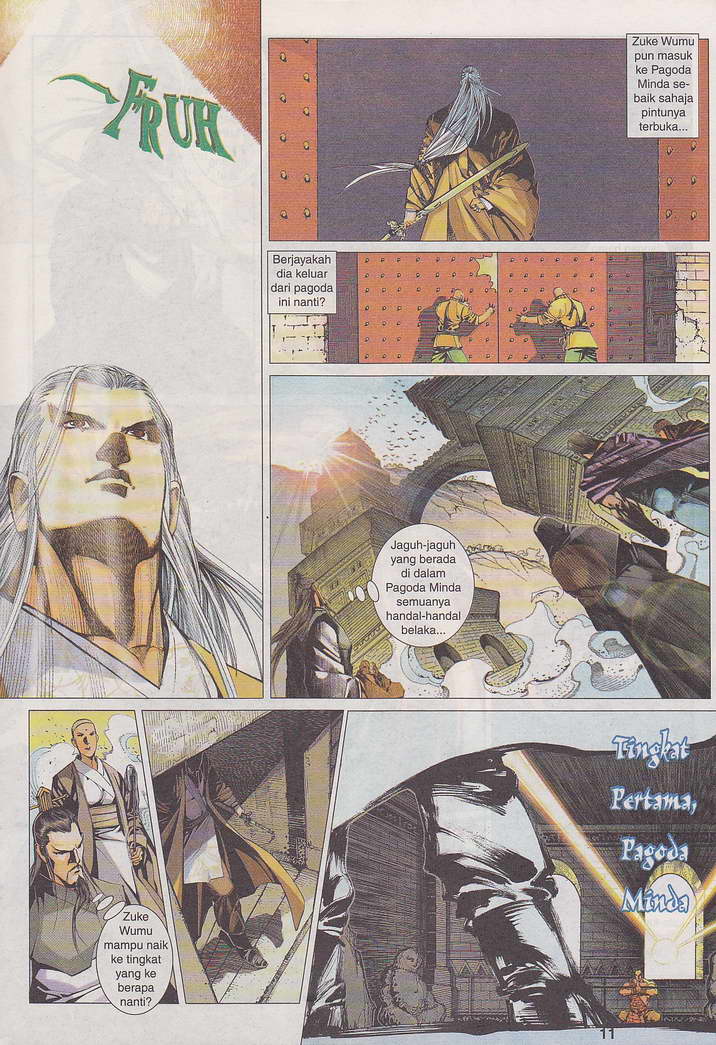 FRUH
Zuke Wumu
pun masuk
ke Pagoda
Minda se-
baik sahaja
pintunya
terbuka...
Berjayakah
dia keluar
dari pagoda
ini nanti?
Jaguh-jaguh
yang berada
di dalam
Pagoda Minda
semuanya
handal-handal
belaka...
Zuke
Wumu
mampu naik
ke tingkat
yang ke
berapa
nanti?
Tingkat
Pertama,
Pagoda
Minda
11